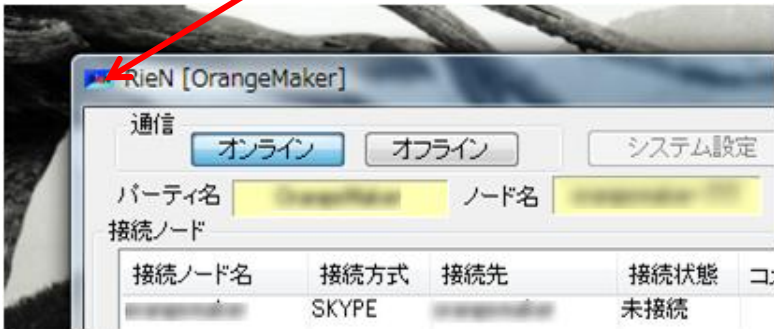 RieN [OrangeMaker]
通信
オンライン オフライン システム設定
パーティ名 ノード名
接続ノード
接続ノード名 接続方式 接続先 接続状態
SKYPE 未接続